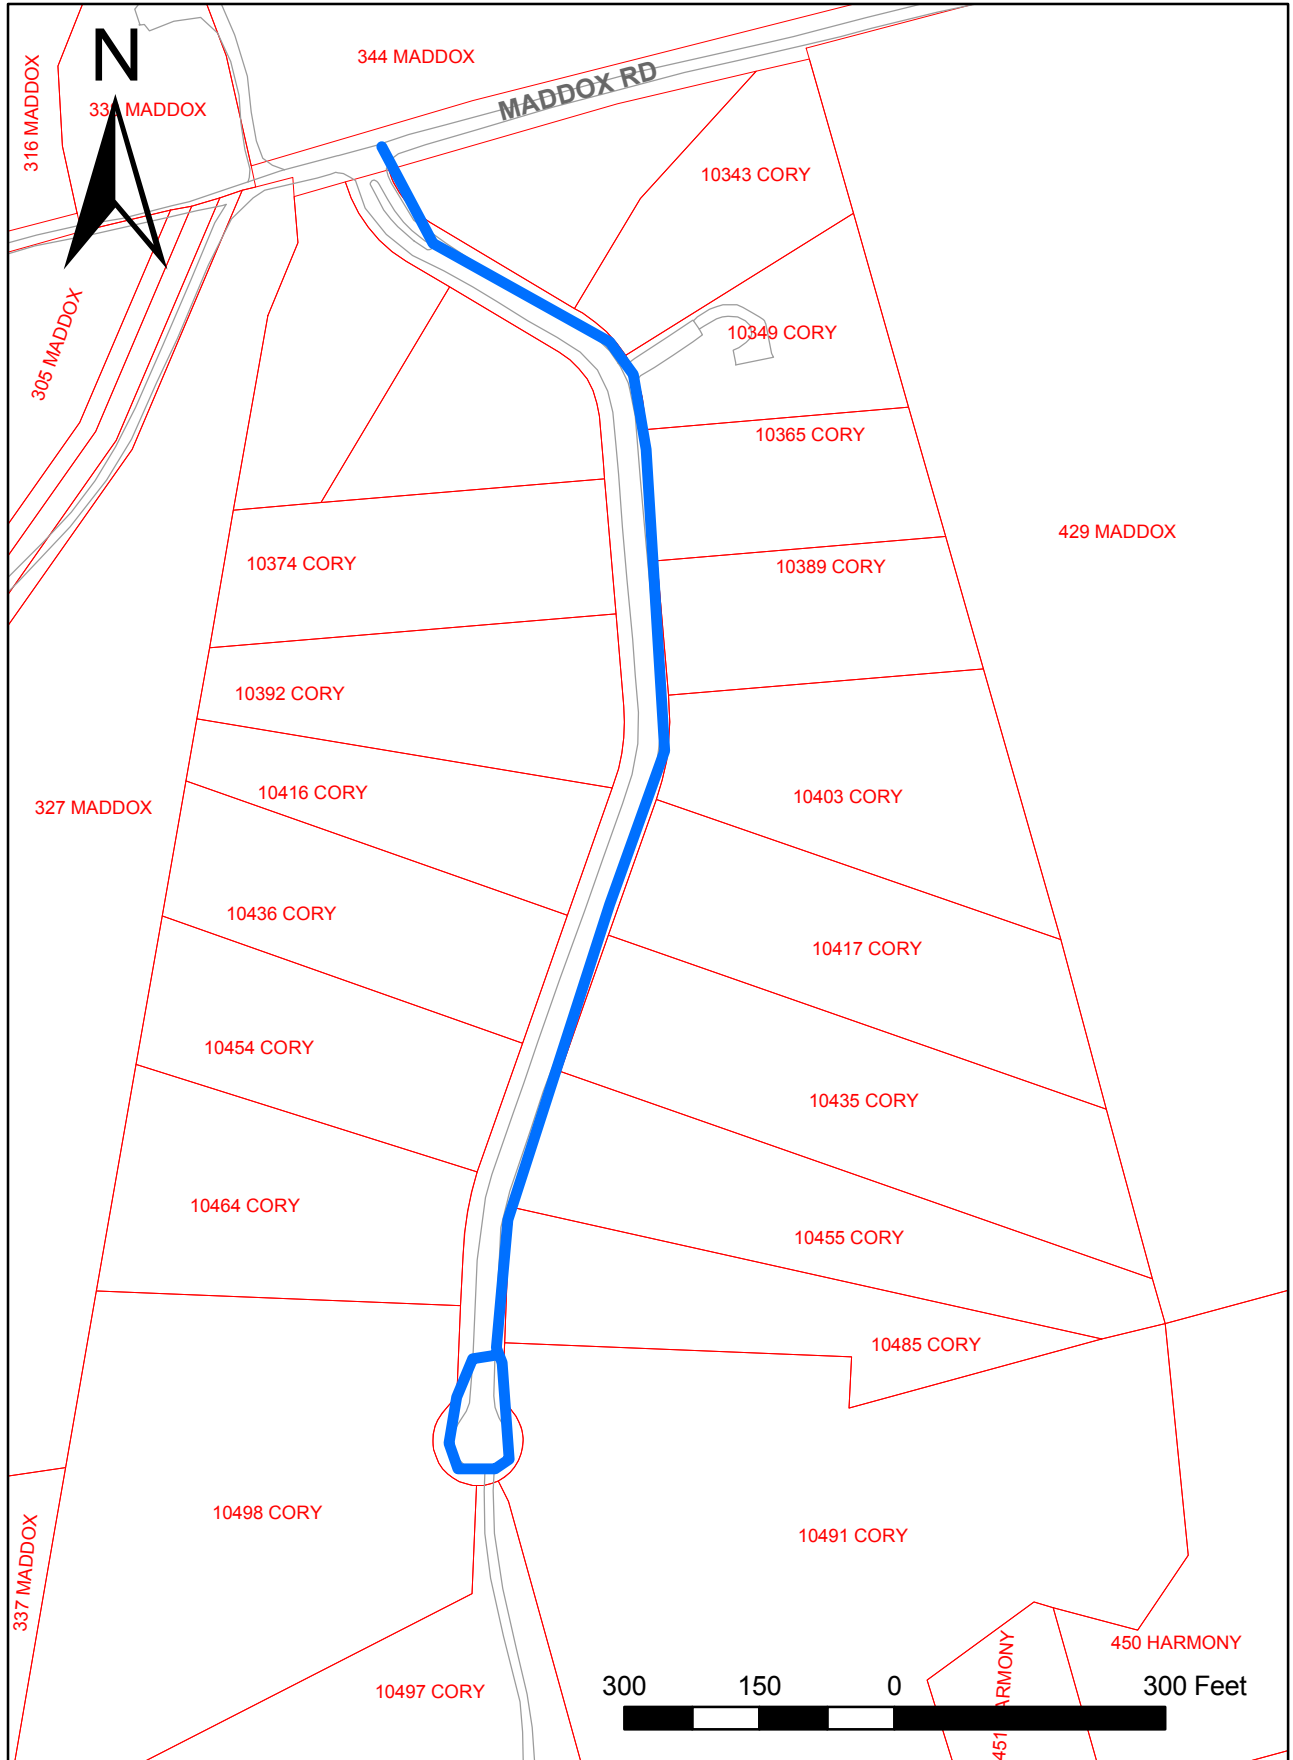 N
344 MADDOX
MADDOX RD
316 MADDOX
MADDOX
10343 CORY
305 MADDOX
10349 CORY
10365 CORY
429 MADDOX
10374 CORY
10389 CORY
10392 CORY
327 MADDOX
10416 CORY
10403 CORY
10436 CORY
10417 CORY
10454 CORY
10435 CORY
10464 CORY
10455 CORY
10485 CORY
10498 CORY
10491 CORY
337 MADDOX
450 HARMONY
10497 CORY
300 150 0 300 Feet